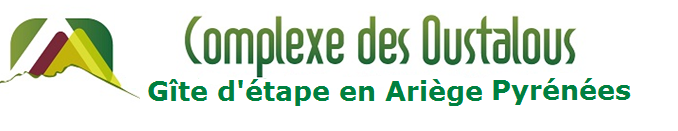 Complexe des Oustalous
Gîte d'étape en Ariège Pyrénées